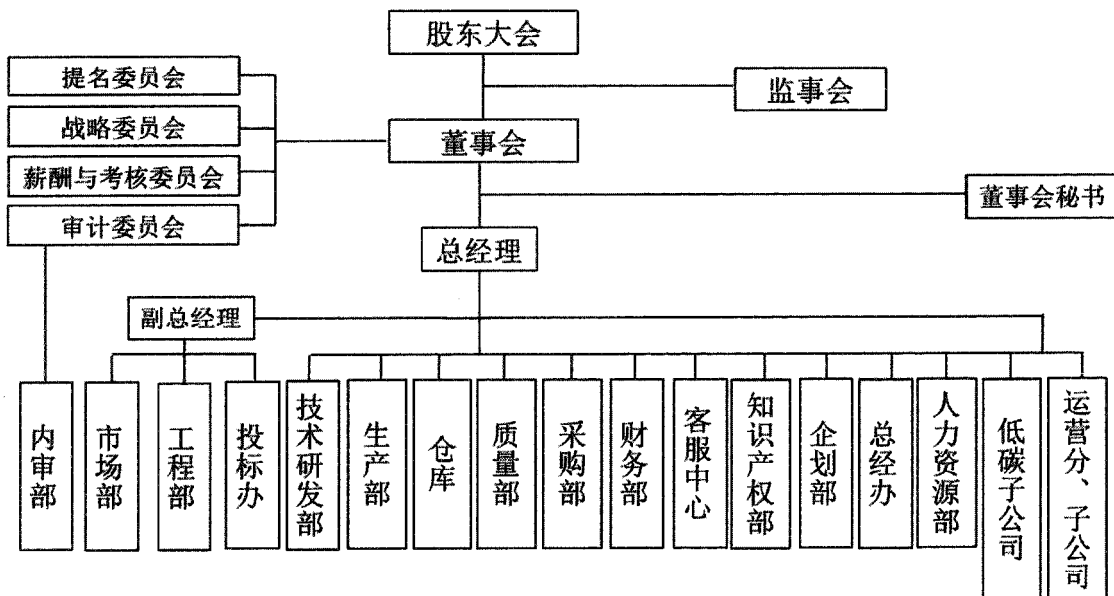 股东大会
提名委员会
监事会
战略委员会
董事会
薪酬与考核委员会
董事会秘书
审计委员会
总经理
副总经理
内审部
市场部
工程部
投标办
技术研发部
生产部
仓库
质量部
采购部
财务部
客服中心
知识产权部
企划部
总经办
人力资源部
低碳子公司
运营分、子公司